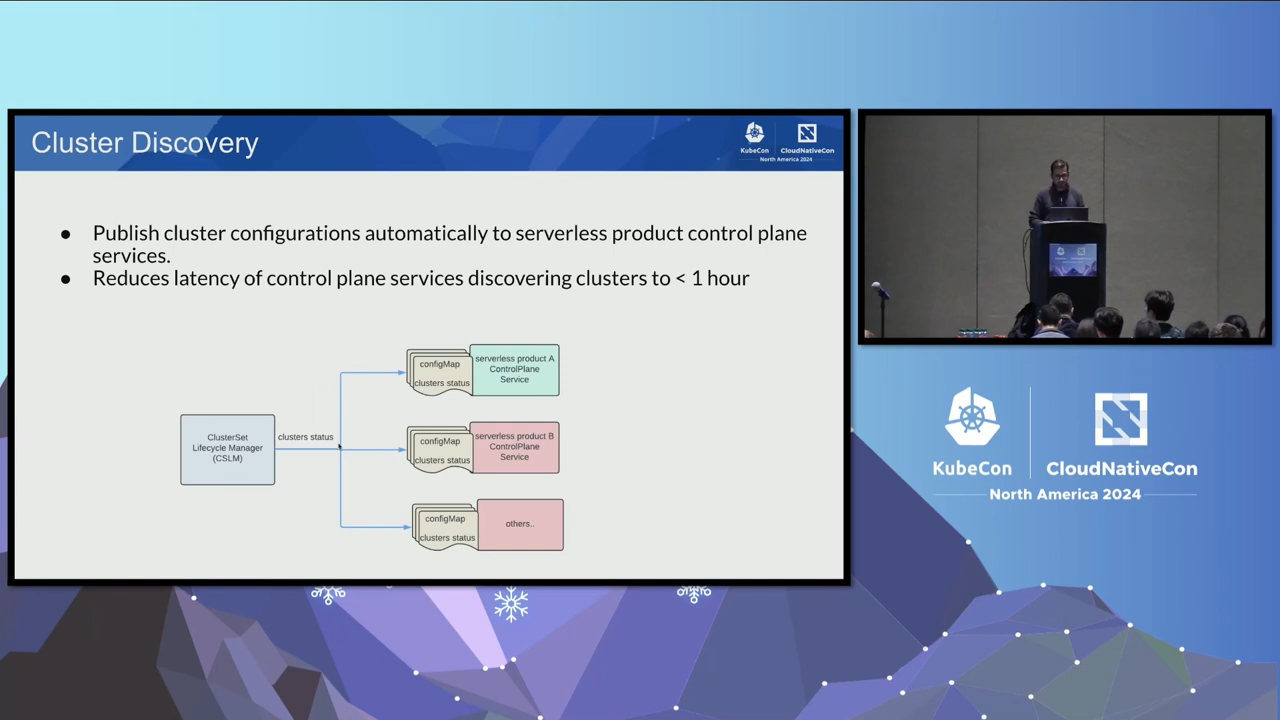 Cluster Discovery
KubeCon
CloudNativeCon
North America 2024
● Publish cluster configurations automatically to serverless product control plane
services.
● Reduces latency of control plane services discovering clusters to < 1 hour
ClusterSet
Lifecycle Manager
(CSLM)
clusters status
configMap
clusters status
serverless product A
ControlPlane
Service
configMap
clusters status
serverless product B
ControlPlane
Service
configMap
clusters status
others..
KubeCon
CloudNativeCon
North America 2024